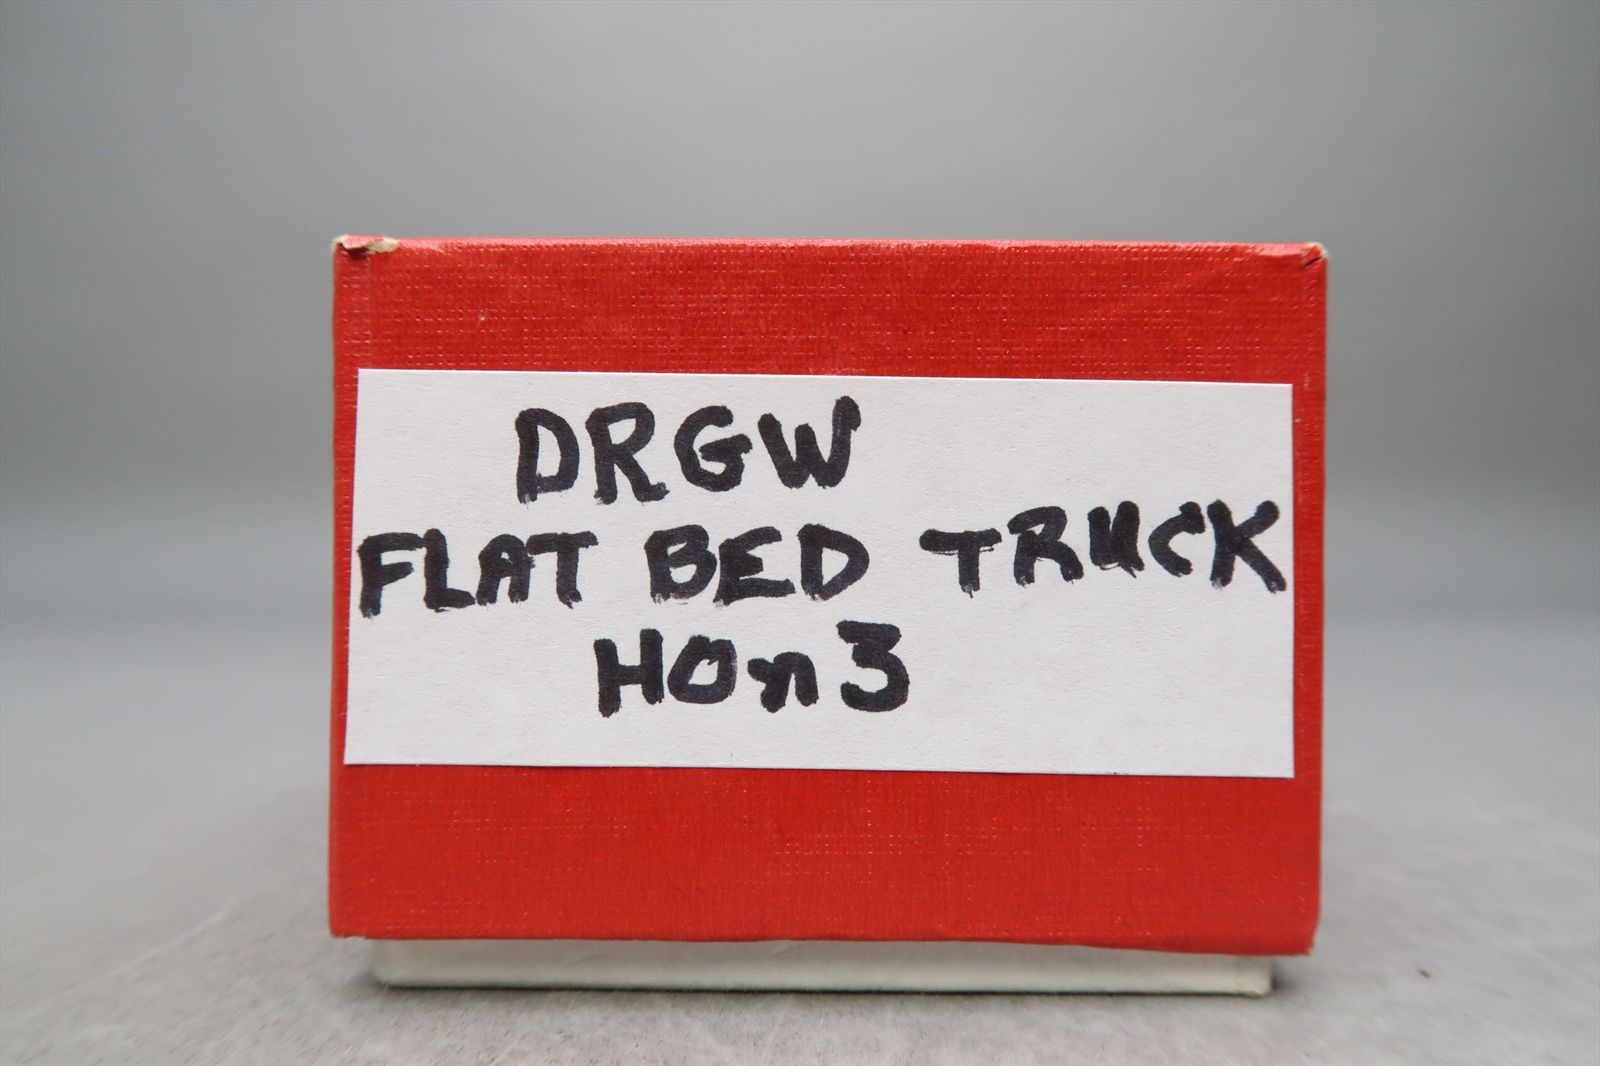 DRGW
FLAT BED TRUCK
HOn3